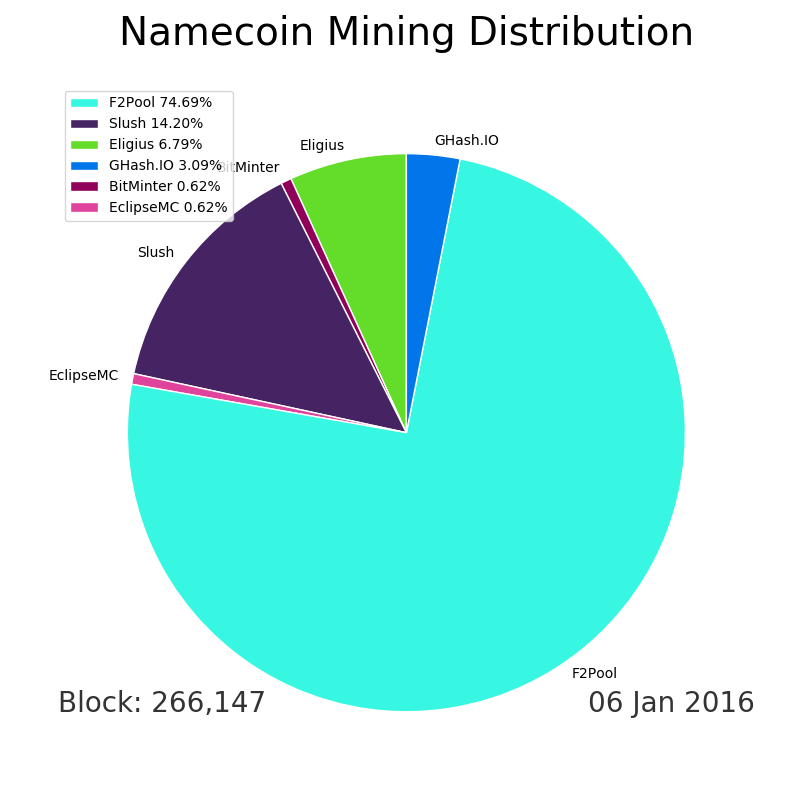 Namecoin Mining Distribution
F2Pool 74.69%
Slush 14.20%
Eligius 6.79%
GHash.IO 3.09%
BitMinter 0.62%
EclipseMC 0.62%
GHash.IO
Eligius
BitMinter
Slush
EclipseMC
F2Pool
Block: 266,147
06 Jan 2016